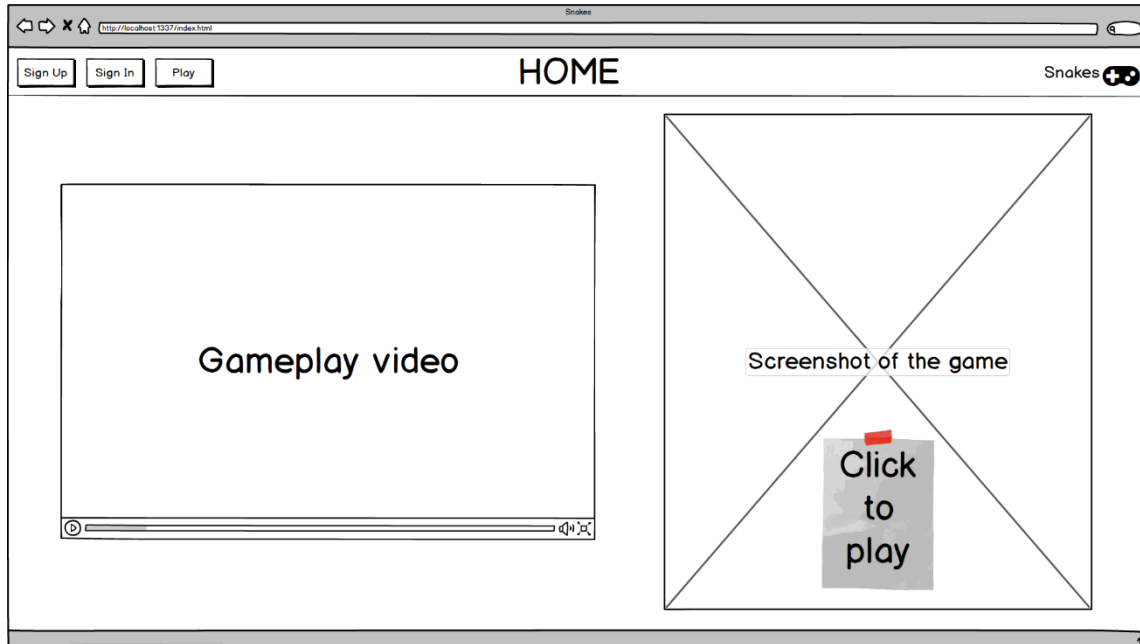 Snakes
http://localhost:1337/index.html
Sign Up
Sign In
Play
HOME
Snakes
Gameplay video
Screenshot of the game
Click
to
play